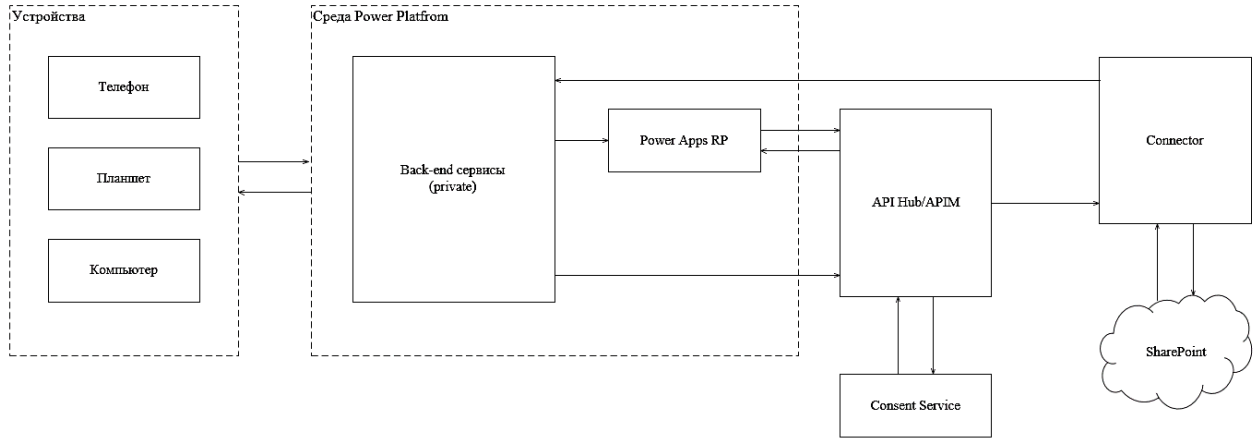 Устройства
Телефон
Планшет
Компьютер
Среда Power Platfrom
Back-end сервисы
(private)
Power Apps RP
API Hub/APIM
Consent Service
Connector
SharePoint